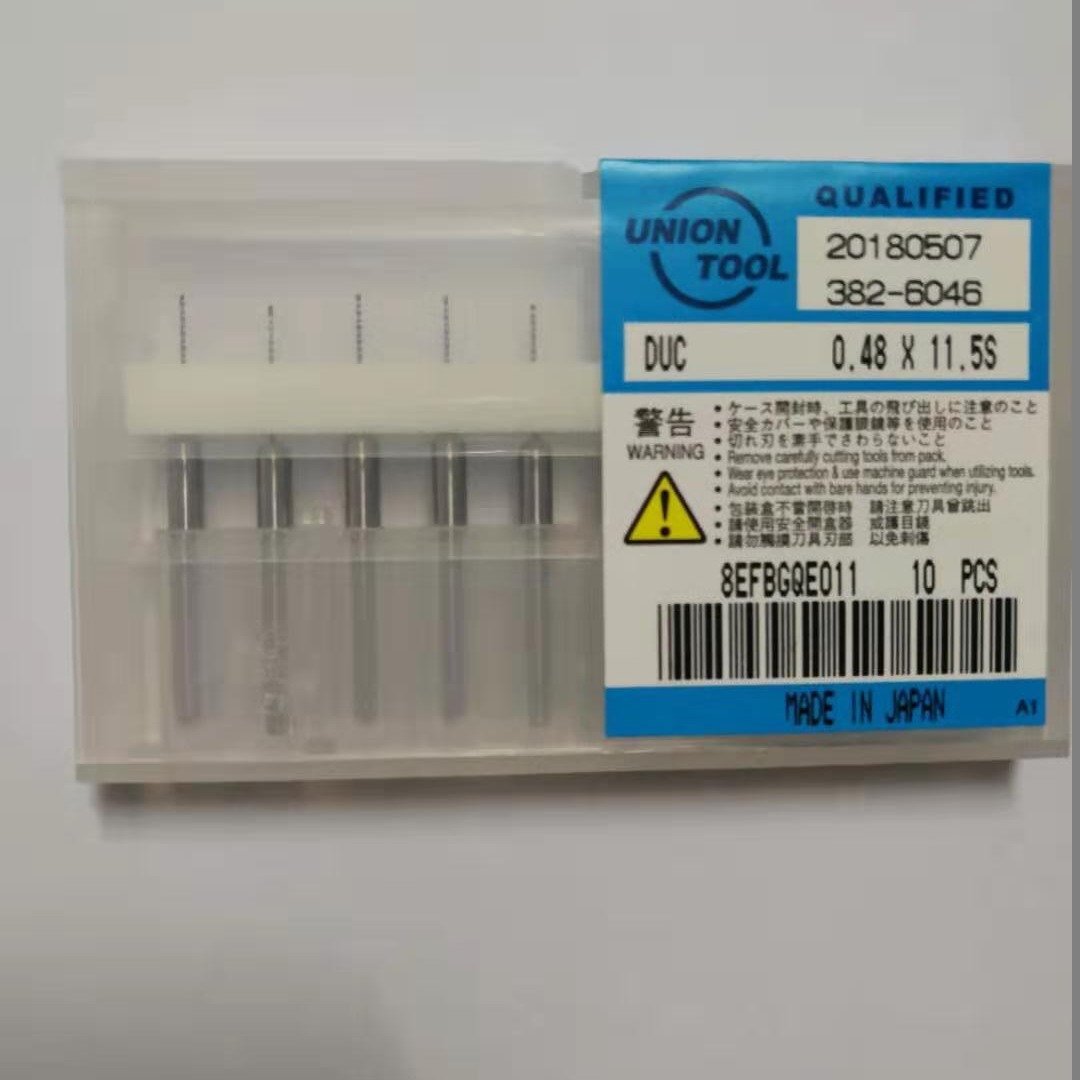 UNION
TOOL
QUALIFIED
20180507
382-6046
DUC 0.48 X 11.5S
警告
WARNING
• ケース開封時、工具の飛び出しに注意のこと
• 安全カバーや保護眼鏡等を使用のこと
• 切れ刃を素手でさわらないこと
• Remove carefully cutting tools from pack.
• Wear eye protection & use machine guard when utilizing tools.
• Avoid contact with bare hands for preventing injury.
• 包装盒不當開啓時 請注意刀具曾跳出
• 請使用安全開盒器 或護目鏡
• 請勿觸摸刀具刃部 以免刺傷
8EFBGQE011 10 PCS
MADE IN JAPAN A1